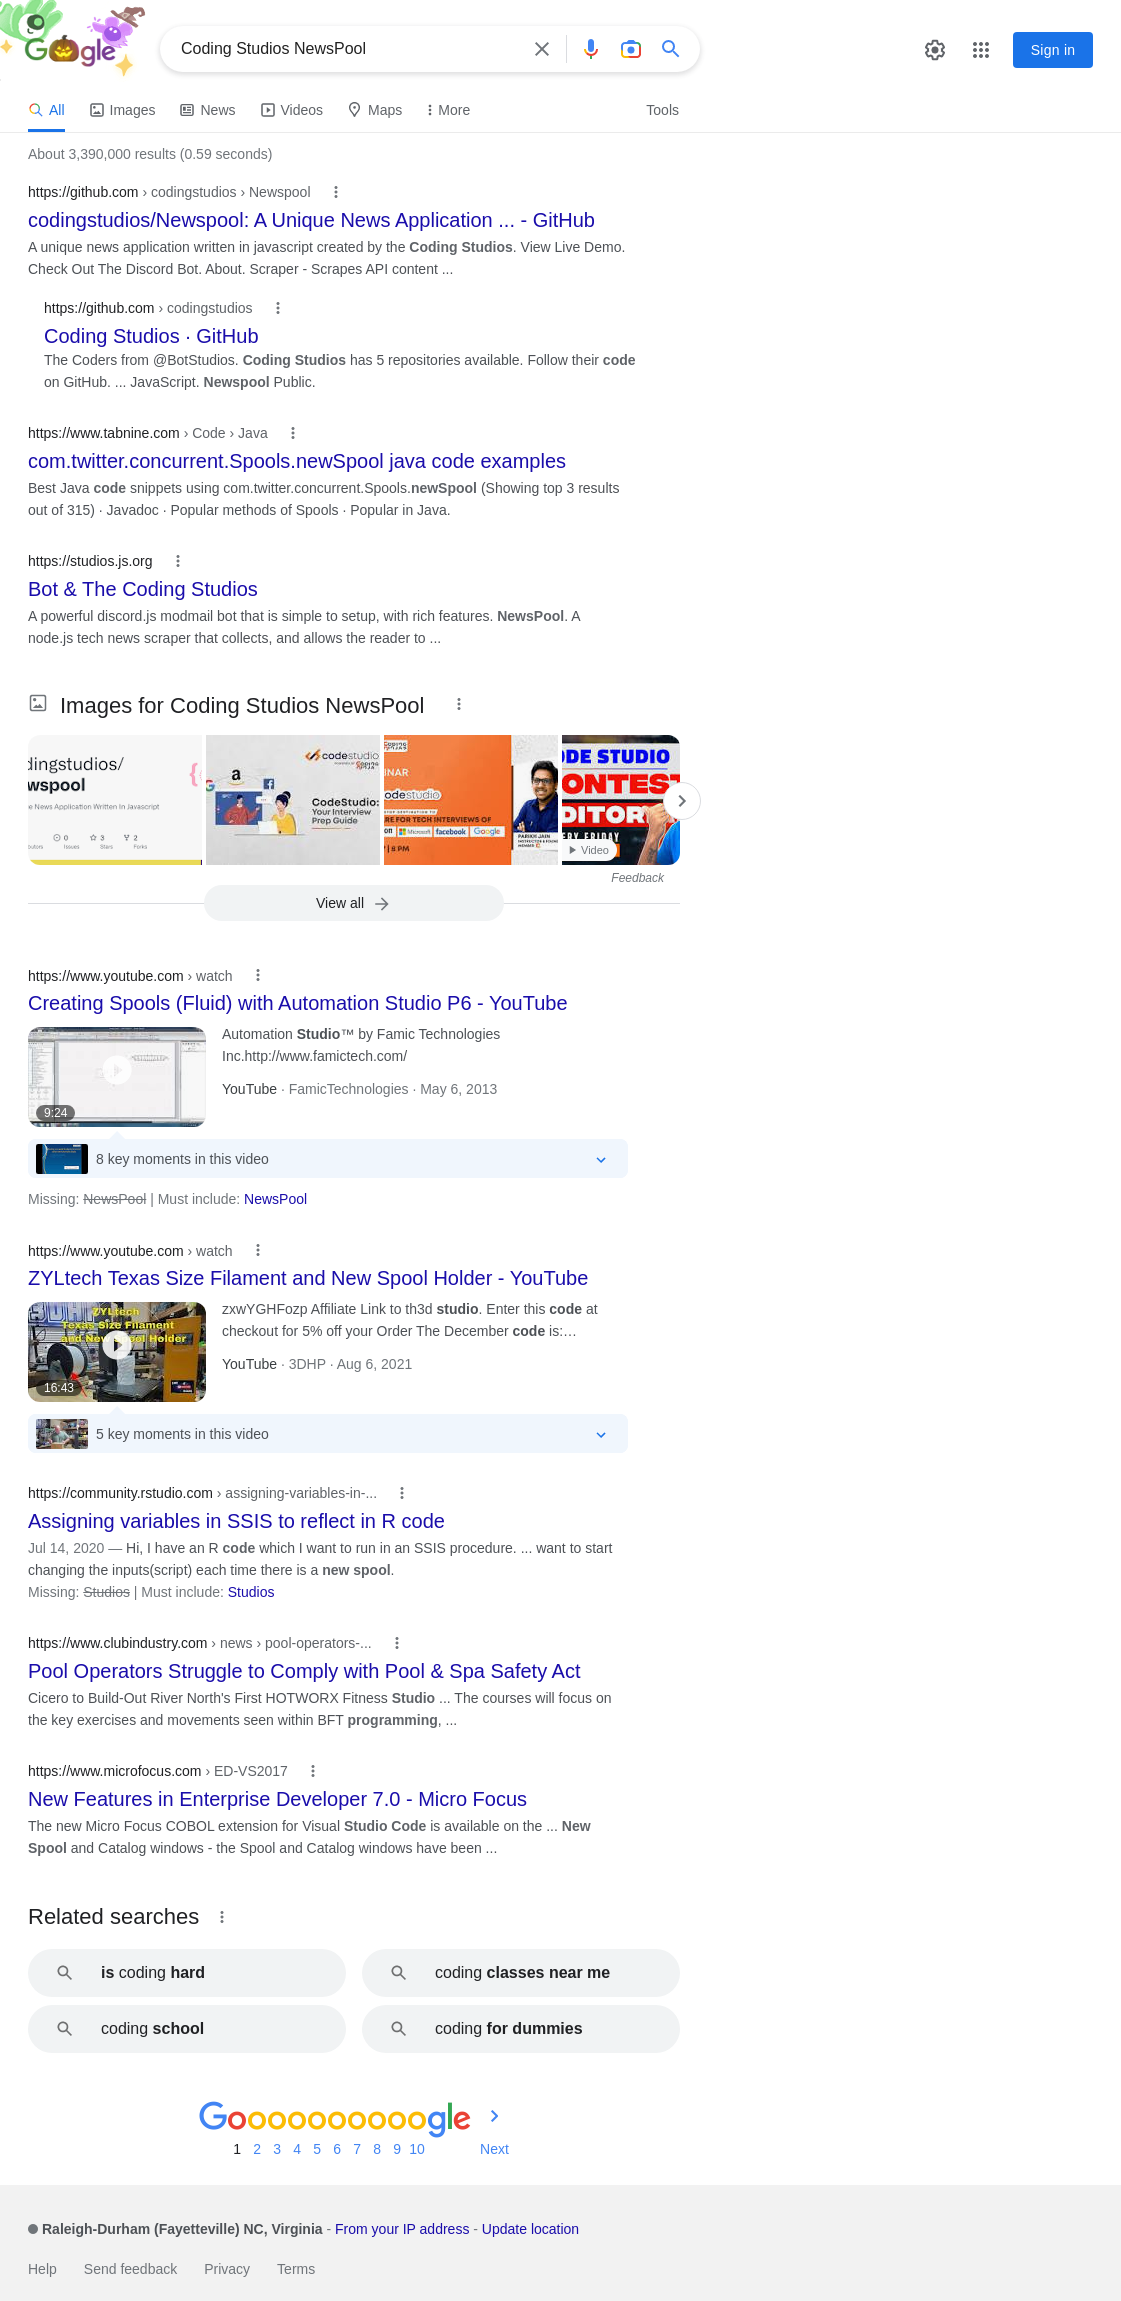 Google
Coding Studios NewsPool
Sign in
All
Images
News
Videos
Maps
More
Tools
About 3,390,000 results (0.59 seconds)
https://github.com › codingstudios › Newspool
codingstudios/Newspool: A Unique News Application ... - GitHub
A unique news application written in javascript created by the Coding Studios. View Live Demo.
Check Out The Discord Bot. About. Scraper - Scrapes API content ...
https://github.com › codingstudios
Coding Studios · GitHub
The Coders from @BotStudios. Coding Studios has 5 repositories available. Follow their code
on GitHub. ... JavaScript. Newspool Public.
https://www.tabnine.com › Code › Java
com.twitter.concurrent.Spools.newSpool java code examples
Best Java code snippets using com.twitter.concurrent.Spools.newSpool (Showing top 3 results
out of 315) · Javadoc · Popular methods of Spools · Popular in Java.
https://studios.js.org
Bot & The Coding Studios
A powerful discord.js modmail bot that is simple to setup, with rich features. NewsPool. A
node.js tech news scraper that collects, and allows the reader to ...
Images for Coding Studios NewsPool
dingstudios/
wspool
e News Application Written In Javascript
0
3
2
Issues
Stars
Forks
codestudio
CodeStudio:
Your Interview
Prep Guide
INAR
destudio
RE FOR TECH INTERVIEWS OF
on
Microsoft
facebook
Google
PARIKH JAIN
| 8 PM
ODE STUDIO
ONTEST
DITOR
ERY FRIDAY
Video
Feedback
View all
https://www.youtube.com › watch
Creating Spools (Fluid) with Automation Studio P6 - YouTube
Automation Studio™ by Famic Technologies
Inc.http://www.famictech.com/
YouTube · FamicTechnologies · May 6, 2013
9:24
8 key moments in this video
Missing: NewsPool | Must include: NewsPool
https://www.youtube.com › watch
ZYLtech Texas Size Filament and New Spool Holder - YouTube
ZYLtech
Texas Size Filament
and New Spool Holder
16:43
zxwYGHFozp Affiliate Link to th3d studio. Enter this code at
checkout for 5% off your Order The December code is:…
YouTube · 3DHP · Aug 6, 2021
5 key moments in this video
https://community.rstudio.com › assigning-variables-in-...
Assigning variables in SSIS to reflect in R code
Jul 14, 2020 — Hi, I have an R code which I want to run in an SSIS procedure. ... want to start
changing the inputs(script) each time there is a new spool.
Missing: Studios | Must include: Studios
https://www.clubindustry.com › news › pool-operators-...
Pool Operators Struggle to Comply with Pool & Spa Safety Act
Cicero to Build-Out River North's First HOTWORX Fitness Studio ... The courses will focus on
the key exercises and movements seen within BFT programming, ...
https://www.microfocus.com › ED-VS2017
New Features in Enterprise Developer 7.0 - Micro Focus
The new Micro Focus COBOL extension for Visual Studio Code is available on the ... New
Spool and Catalog windows - the Spool and Catalog windows have been ...
Related searches
is coding hard
coding classes near me
coding school
coding for dummies
Goooooooooogle
1 2 3 4 5 6 7 8 9 10 Next
Raleigh-Durham (Fayetteville) NC, Virginia - From your IP address - Update location
Help
Send feedback
Privacy
Terms